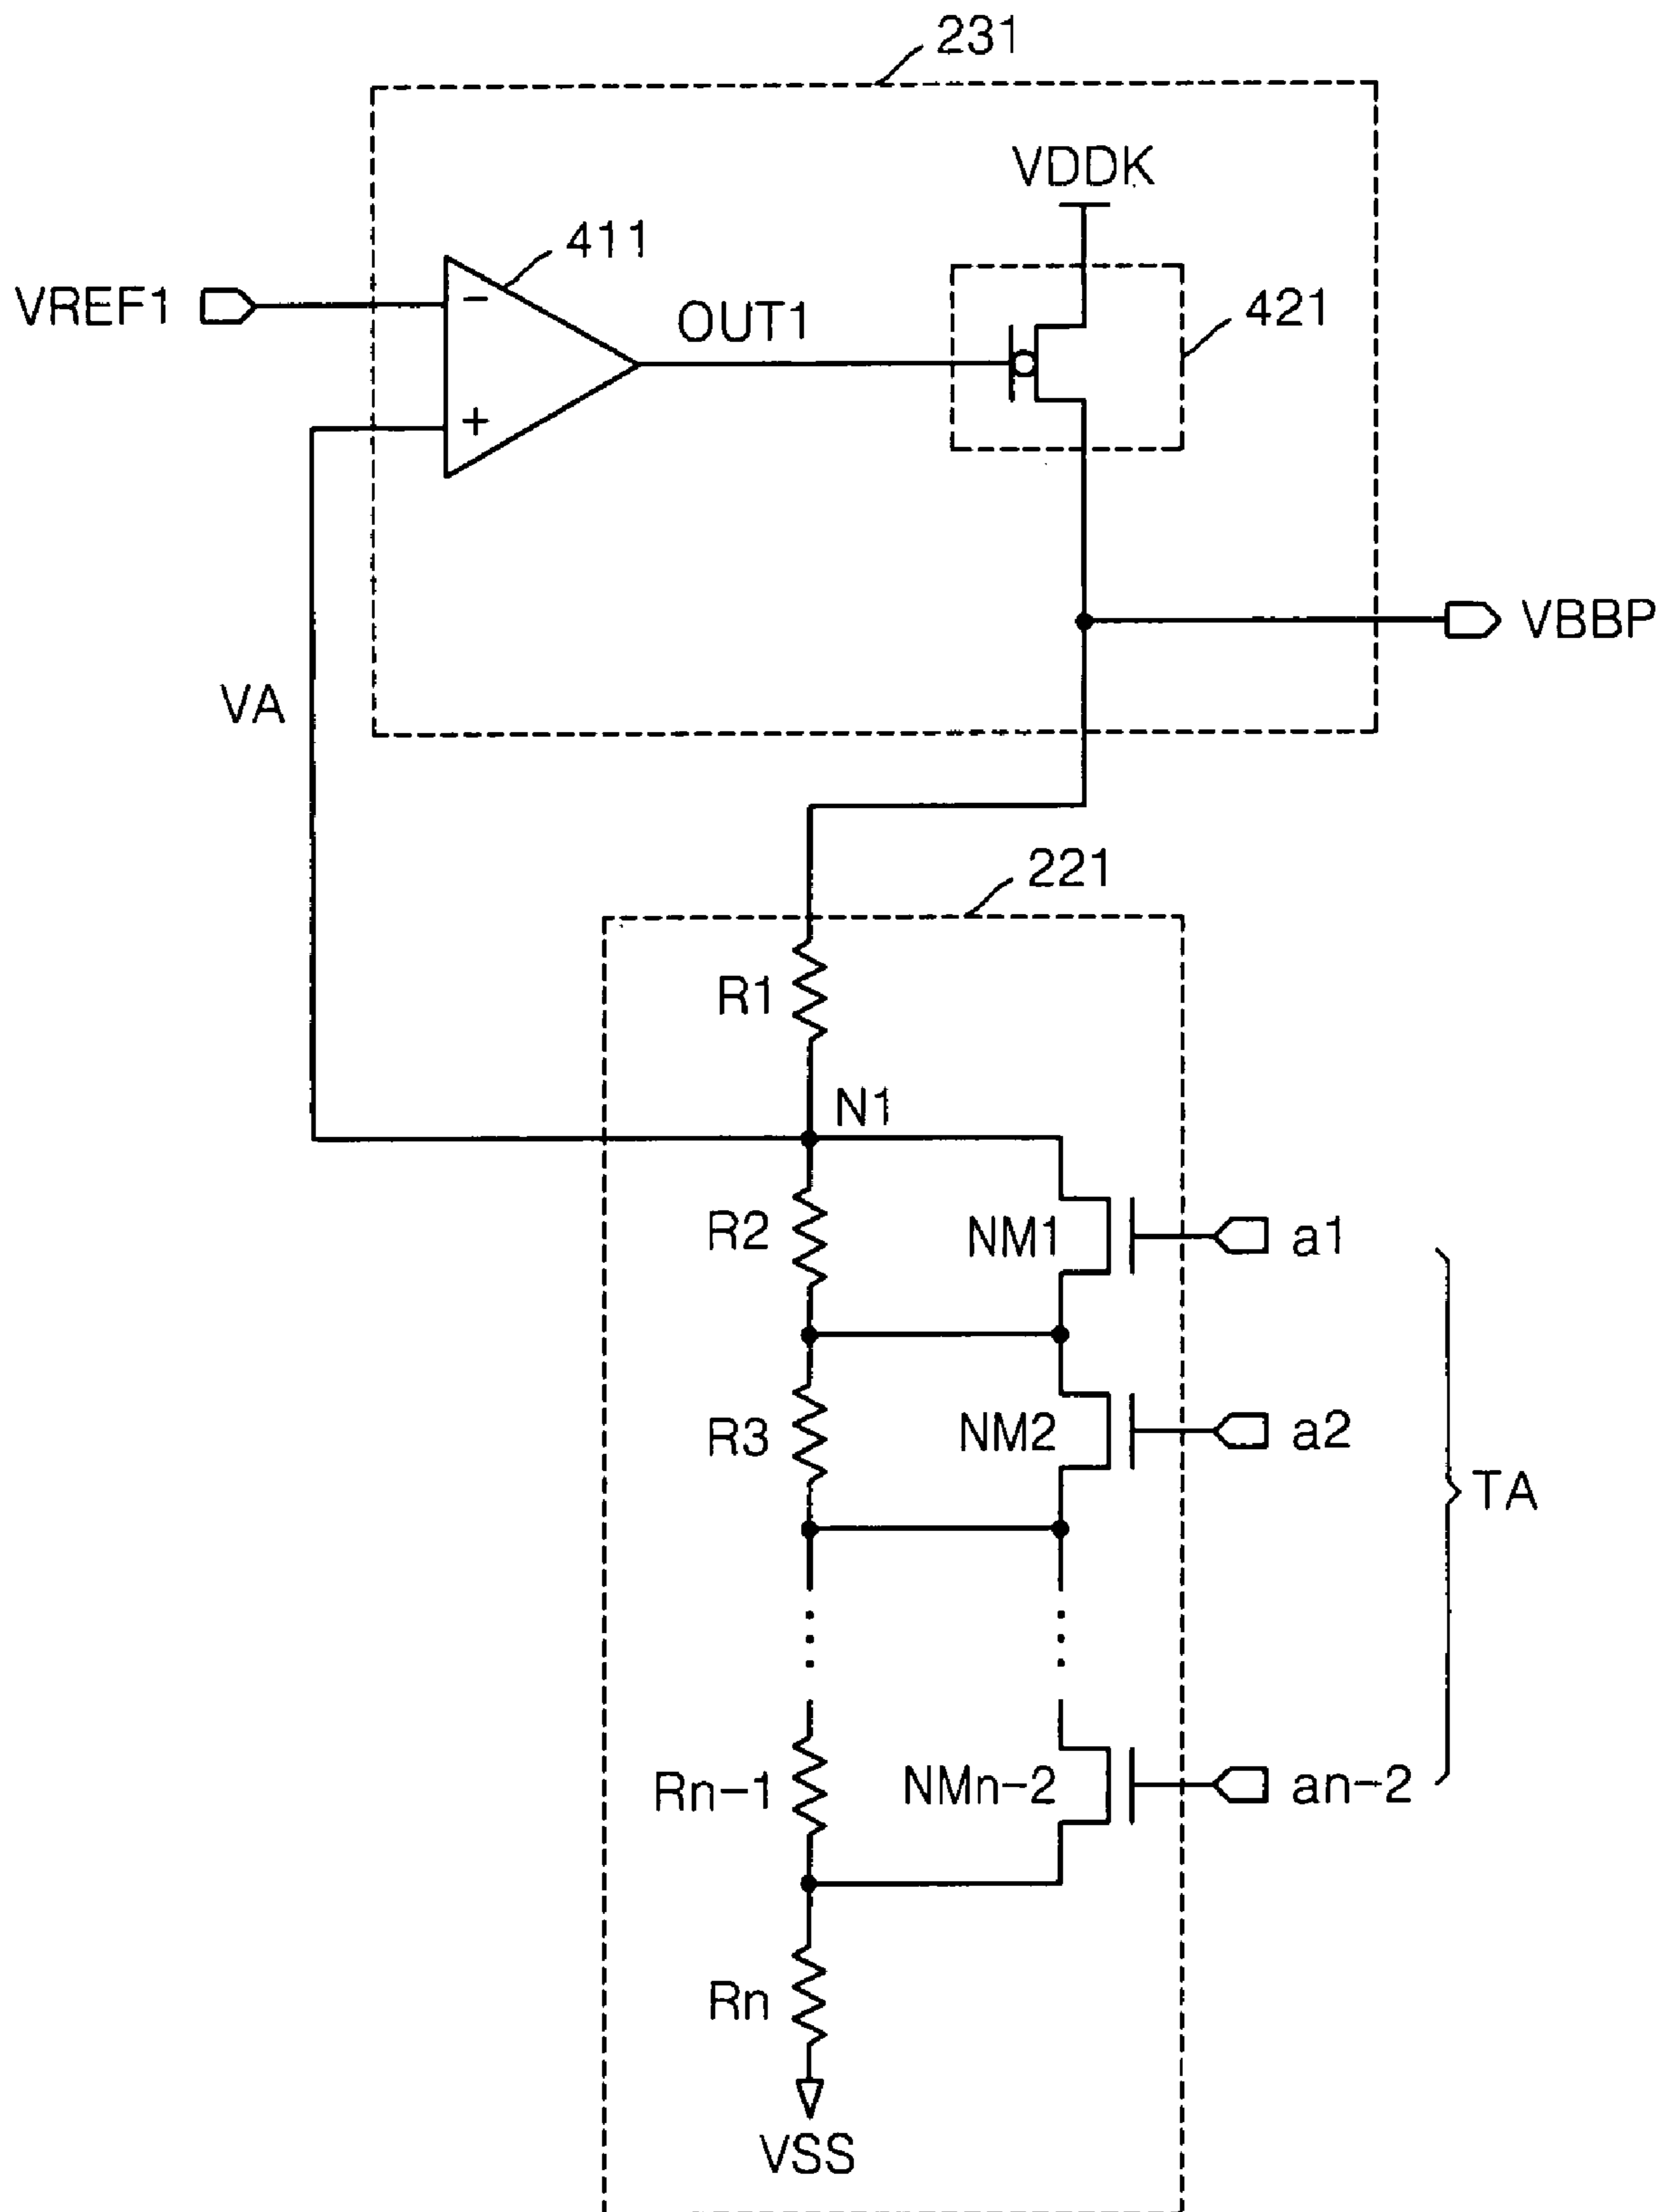 231
VDDK
411
VREF1
-
OUT1
421
+
VBBP
VA
221
R1
N1
R2
NM1
a1
R3
NM2
a2
TA
Rn-1
NMn-2
an-2
Rn
VSS